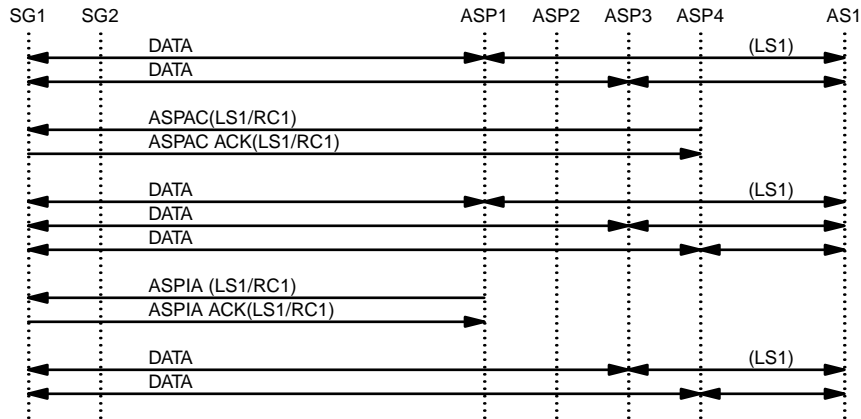 SG1 SG2 ASP1 ASP2 ASP3 ASP4 AS1
DATA (LS1)
DATA
ASPAC(LS1/RC1)
ASPAC ACK(LS1/RC1)
DATA (LS1)
DATA
DATA
ASPIA (LS1/RC1)
ASPIA ACK(LS1/RC1)
DATA (LS1)
DATA